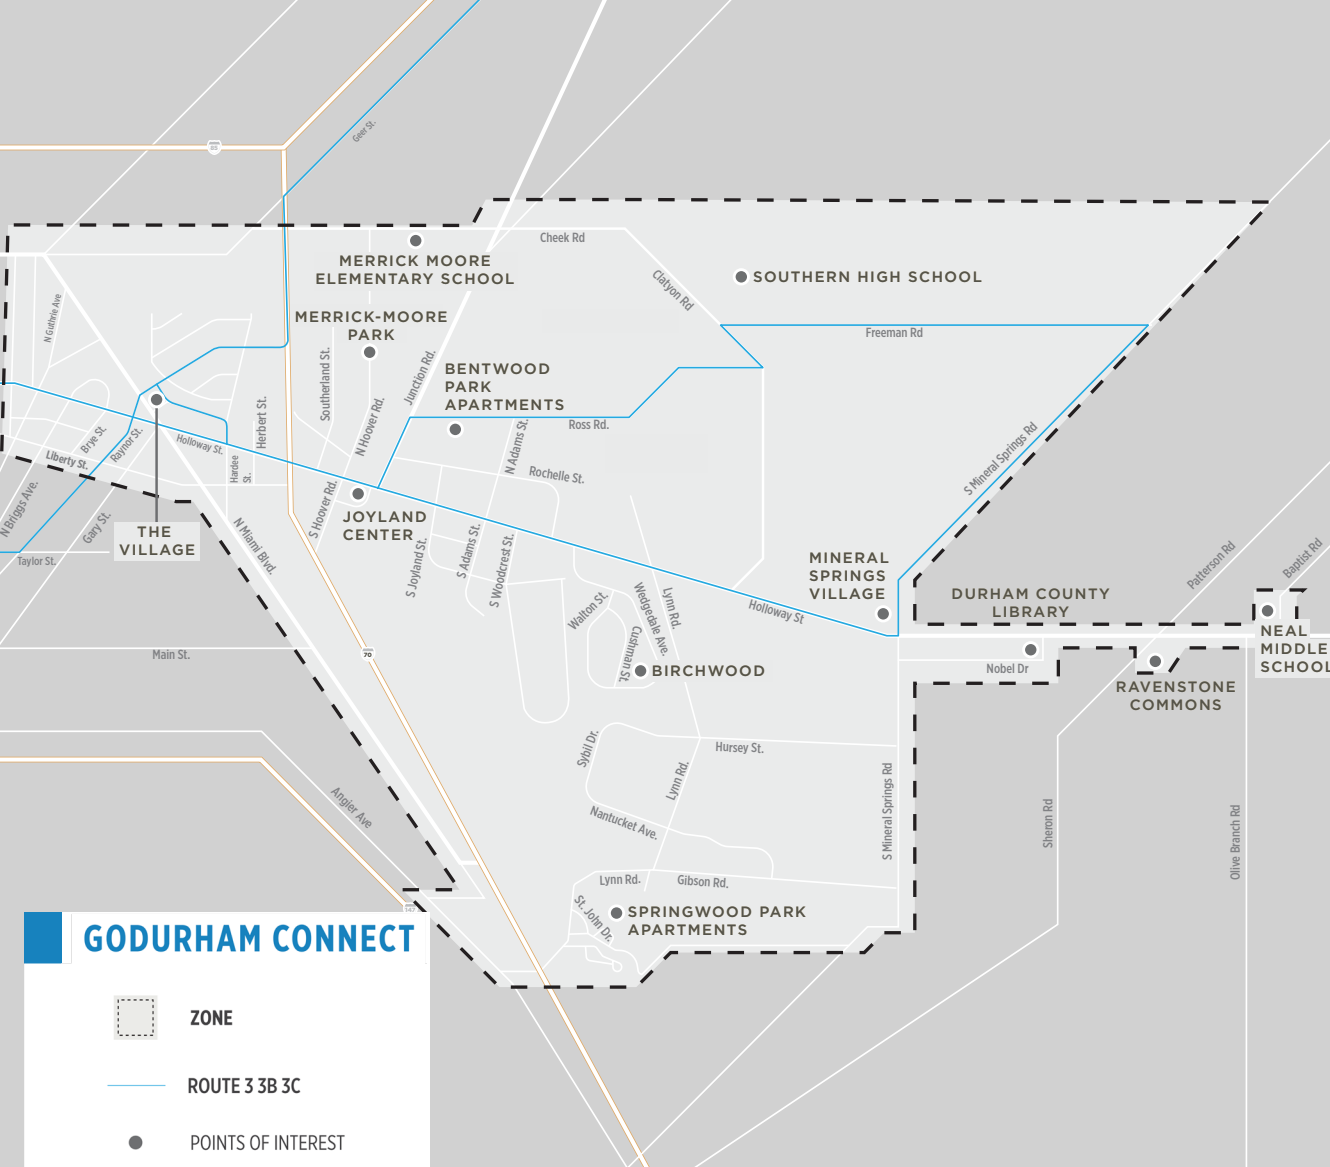 Geer St.
85
Cheek Rd
MERRICK MOORE
ELEMENTARY SCHOOL
Clatyon Rd
SOUTHERN HIGH SCHOOL
N Guthrie Ave
MERRICK-MOORE
PARK
Freeman Rd
Southerland St.
Junction Rd.
BENTWOOD
PARK
APARTMENTS
Herbert St.
N Hoover Rd.
Ross Rd.
N Adams St.
Brye St.
Raynor St.
Holloway St.
Liberty St.
Hardee
St.
Rochelle St.
S Mineral Springs Rd
N Briggs Ave.
Gary St.
S Hoover Rd.
JOYLAND
CENTER
THE
VILLAGE
N Miami Blvd.
Taylor St.
S Joyland St.
S Adams St.
S Woodcrest St.
MINERAL
SPRINGS
VILLAGE
Patterson Rd
Baptist Rd
Walton St.
Wedgedale Ave.
Lynn Rd.
Holloway St
DURHAM COUNTY
LIBRARY
NEAL
MIDDLE
SCHOOL
Main St.
70
Cushman St.
BIRCHWOOD
Nobel Dr
RAVENSTONE
COMMONS
Sybil Dr.
Hursey St.
Lynn Rd.
S Mineral Springs Rd
Sheron Rd
Olive Branch Rd
Angier Ave
Nantucket Ave.
Lynn Rd.
Gibson Rd.
St. John Dr.
SPRINGWOOD PARK
APARTMENTS
147
GODURHAM CONNECT
ZONE
ROUTE 3 3B 3C
POINTS OF INTEREST